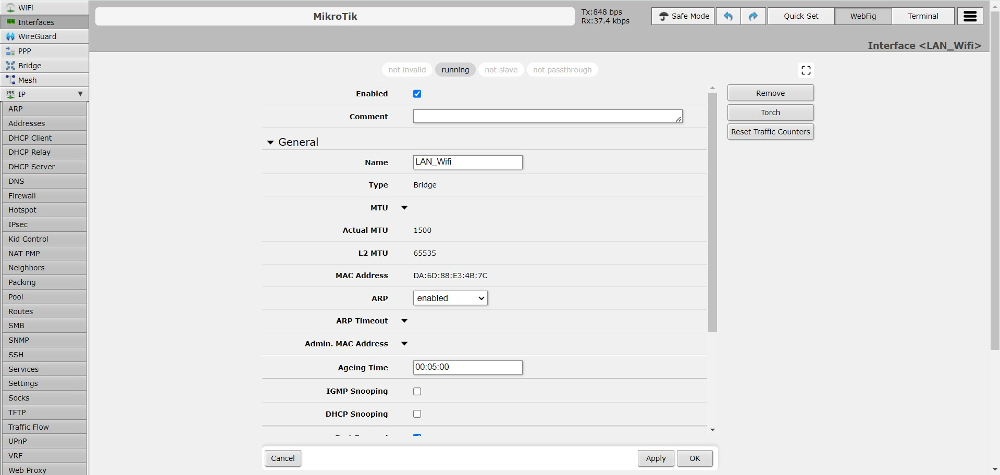 WiFi
Interfaces
WireGuard
PPP
Bridge
Mesh
IP
ARP
Addresses
DHCP Client
DHCP Relay
DHCP Server
DNS
Firewall
Hotspot
IPsec
Kid Control
NAT PMP
Neighbors
Packing
Pool
Routes
SMB
SNMP
SSH
Services
Settings
Socks
TFTP
Traffic Flow
UPnP
VRF
Web Proxy
MikroTik
Tx:848 bps
Rx:37.4 kbps
Safe Mode
Quick Set
WebFig
Terminal
Interface <LAN_Wifi>
not invalid
running
not slave
not passthrough
Enabled
Comment
General
Name LAN_Wifi
Type Bridge
MTU
Actual MTU 1500
L2 MTU 65535
MAC Address DA:6D:88:E3:4B:7C
ARP enabled
ARP Timeout
Admin. MAC Address
Ageing Time 00:05:00
IGMP Snooping
DHCP Snooping
Remove
Torch
Reset Traffic Counters
Cancel
Apply
OK